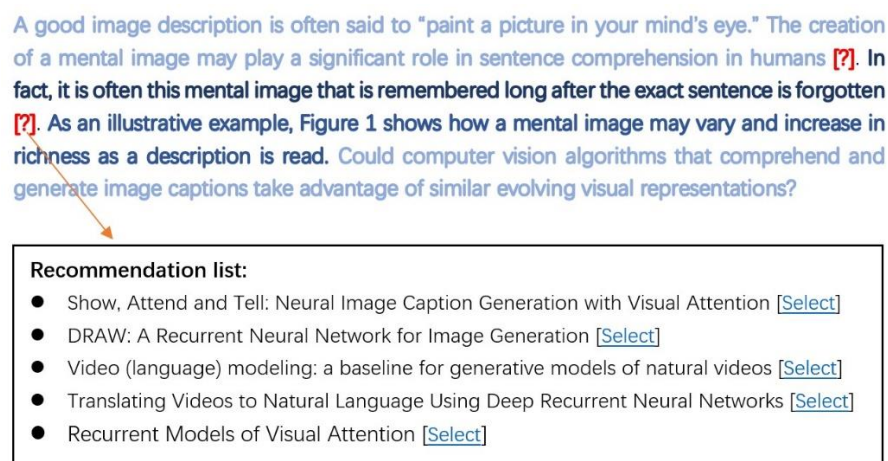 A good image description is often said to “paint a picture in your mind’s eye.” The creation
of a mental image may play a significant role in sentence comprehension in humans [?]. In
fact, it is often this mental image that is remembered long after the exact sentence is forgotten
[?]. As an illustrative example, Figure 1 shows how a mental image may vary and increase in
richness as a description is read. Could computer vision algorithms that comprehend and
generate image captions take advantage of similar evolving visual representations?
Recommendation list:
● Show, Attend and Tell: Neural Image Caption Generation with Visual Attention [Select]
● DRAW: A Recurrent Neural Network for Image Generation [Select]
● Video (language) modeling: a baseline for generative models of natural videos [Select]
● Translating Videos to Natural Language Using Deep Recurrent Neural Networks [Select]
● Recurrent Models of Visual Attention [Select]